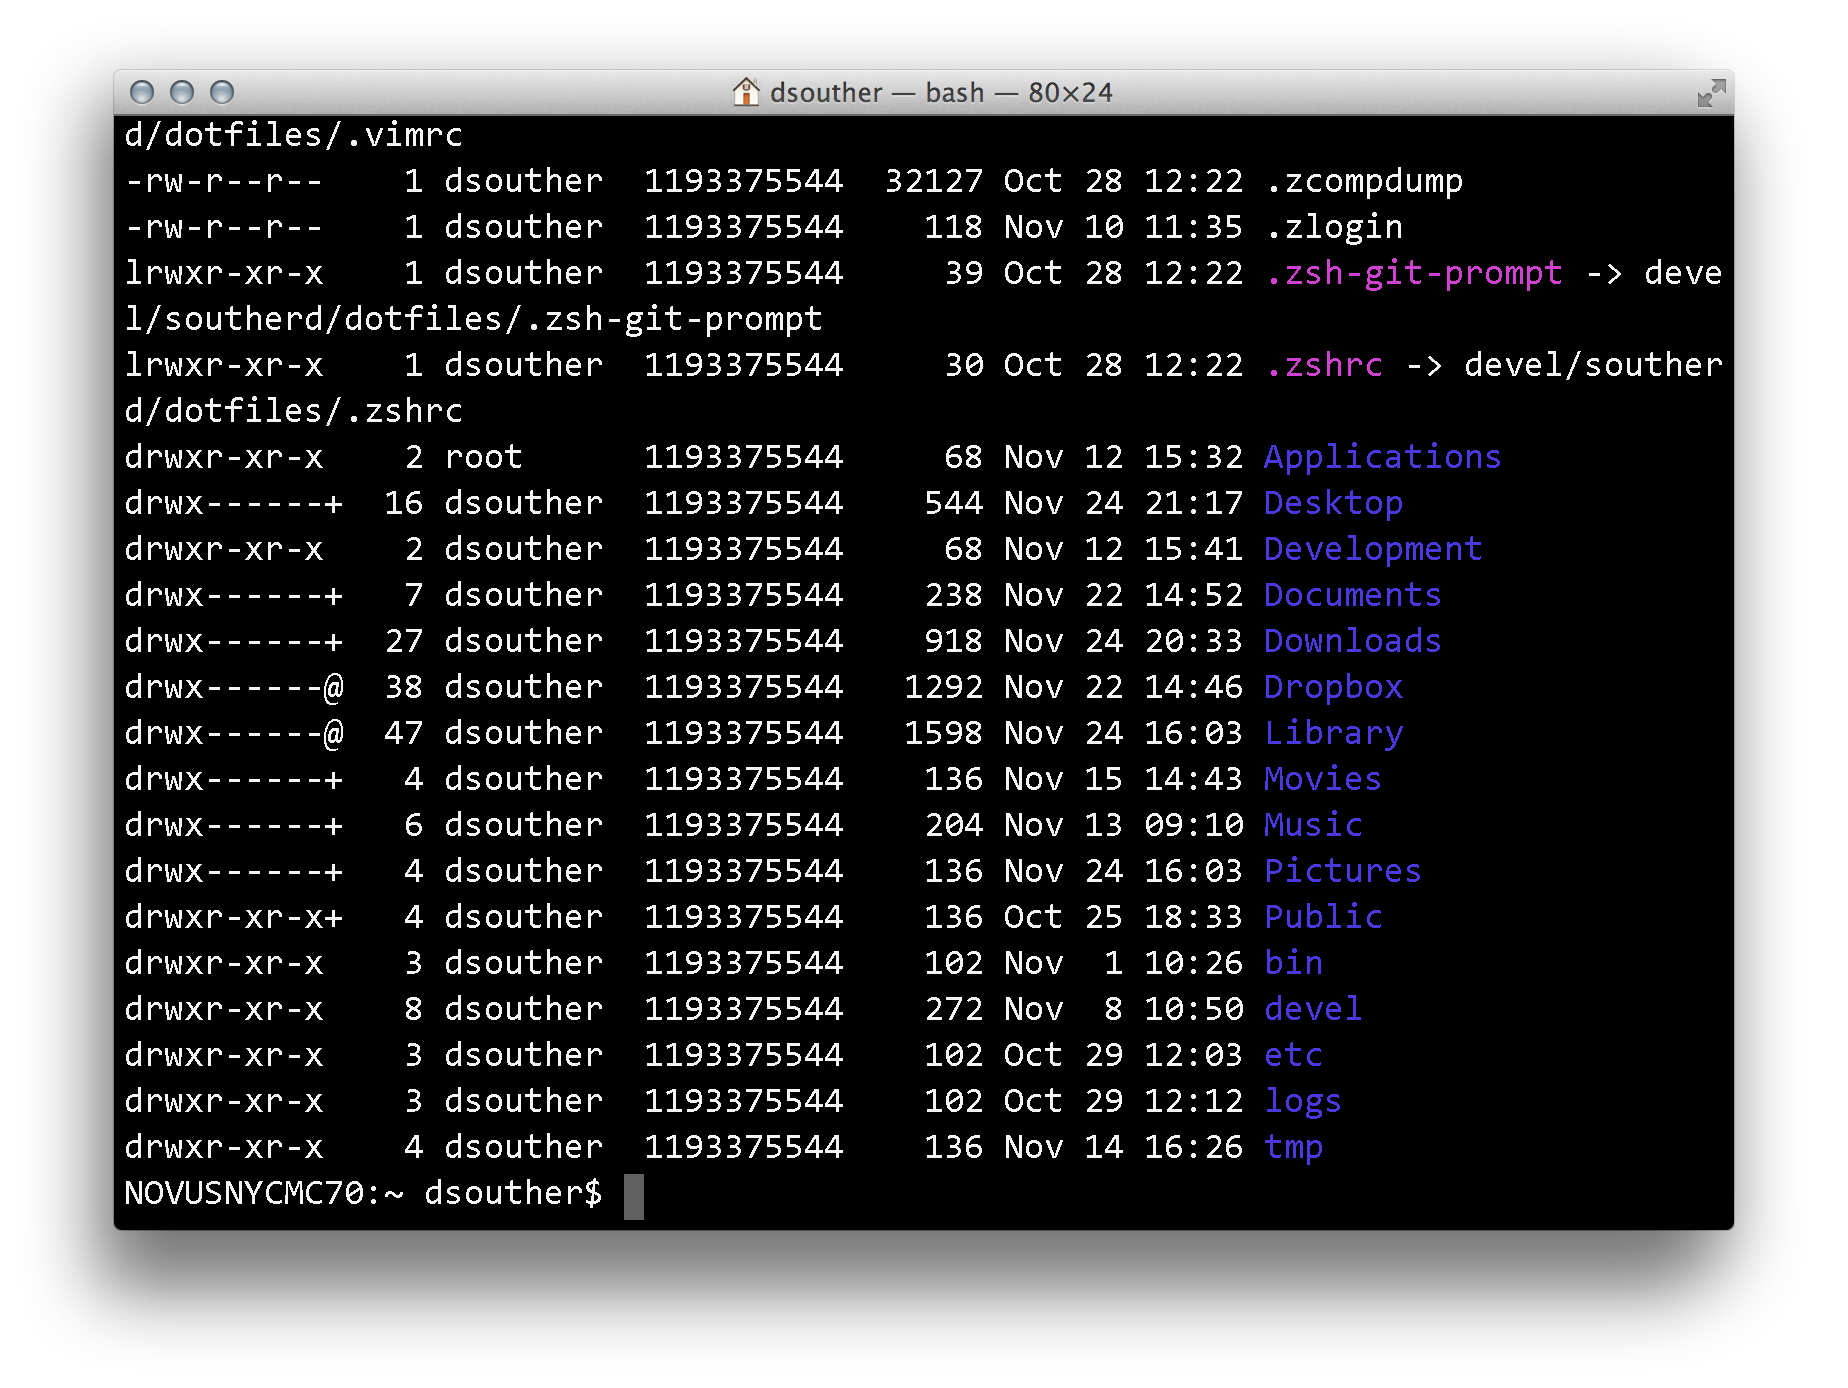 dsouther — bash — 80×24
d/dotfiles/.vimrc
-rw-r--r--    1 dsouther  1193375544  32127 Oct 28 12:22 .zcompdump
-rw-r--r--    1 dsouther  1193375544    118 Nov 10 11:35 .zlogin
lrwxr-xr-x    1 dsouther  1193375544     39 Oct 28 12:22 .zsh-git-prompt -> deve
l/southerd/dotfiles/.zsh-git-prompt
lrwxr-xr-x    1 dsouther  1193375544     30 Oct 28 12:22 .zshrc -> devel/souther
d/dotfiles/.zshrc
drwxr-xr-x    2 root      1193375544     68 Nov 12 15:32 Applications
drwx------+  16 dsouther  1193375544    544 Nov 24 21:17 Desktop
drwxr-xr-x    2 dsouther  1193375544     68 Nov 12 15:41 Development
drwx------+   7 dsouther  1193375544    238 Nov 22 14:52 Documents
drwx------+  27 dsouther  1193375544    918 Nov 24 20:33 Downloads
drwx------@  38 dsouther  1193375544   1292 Nov 22 14:46 Dropbox
drwx------@  47 dsouther  1193375544   1598 Nov 24 16:03 Library
drwx------+   4 dsouther  1193375544    136 Nov 15 14:43 Movies
drwx------+   6 dsouther  1193375544    204 Nov 13 09:10 Music
drwx------+   4 dsouther  1193375544    136 Nov 24 16:03 Pictures
drwxr-xr-x+   4 dsouther  1193375544    136 Oct 25 18:33 Public
drwxr-xr-x    3 dsouther  1193375544    102 Nov  1 10:26 bin
drwxr-xr-x    8 dsouther  1193375544    272 Nov  8 10:50 devel
drwxr-xr-x    3 dsouther  1193375544    102 Oct 29 12:03 etc
drwxr-xr-x    3 dsouther  1193375544    102 Oct 29 12:12 logs
drwxr-xr-x    4 dsouther  1193375544    136 Nov 14 16:26 tmp
NOVUSNYCMC70:~ dsouther$